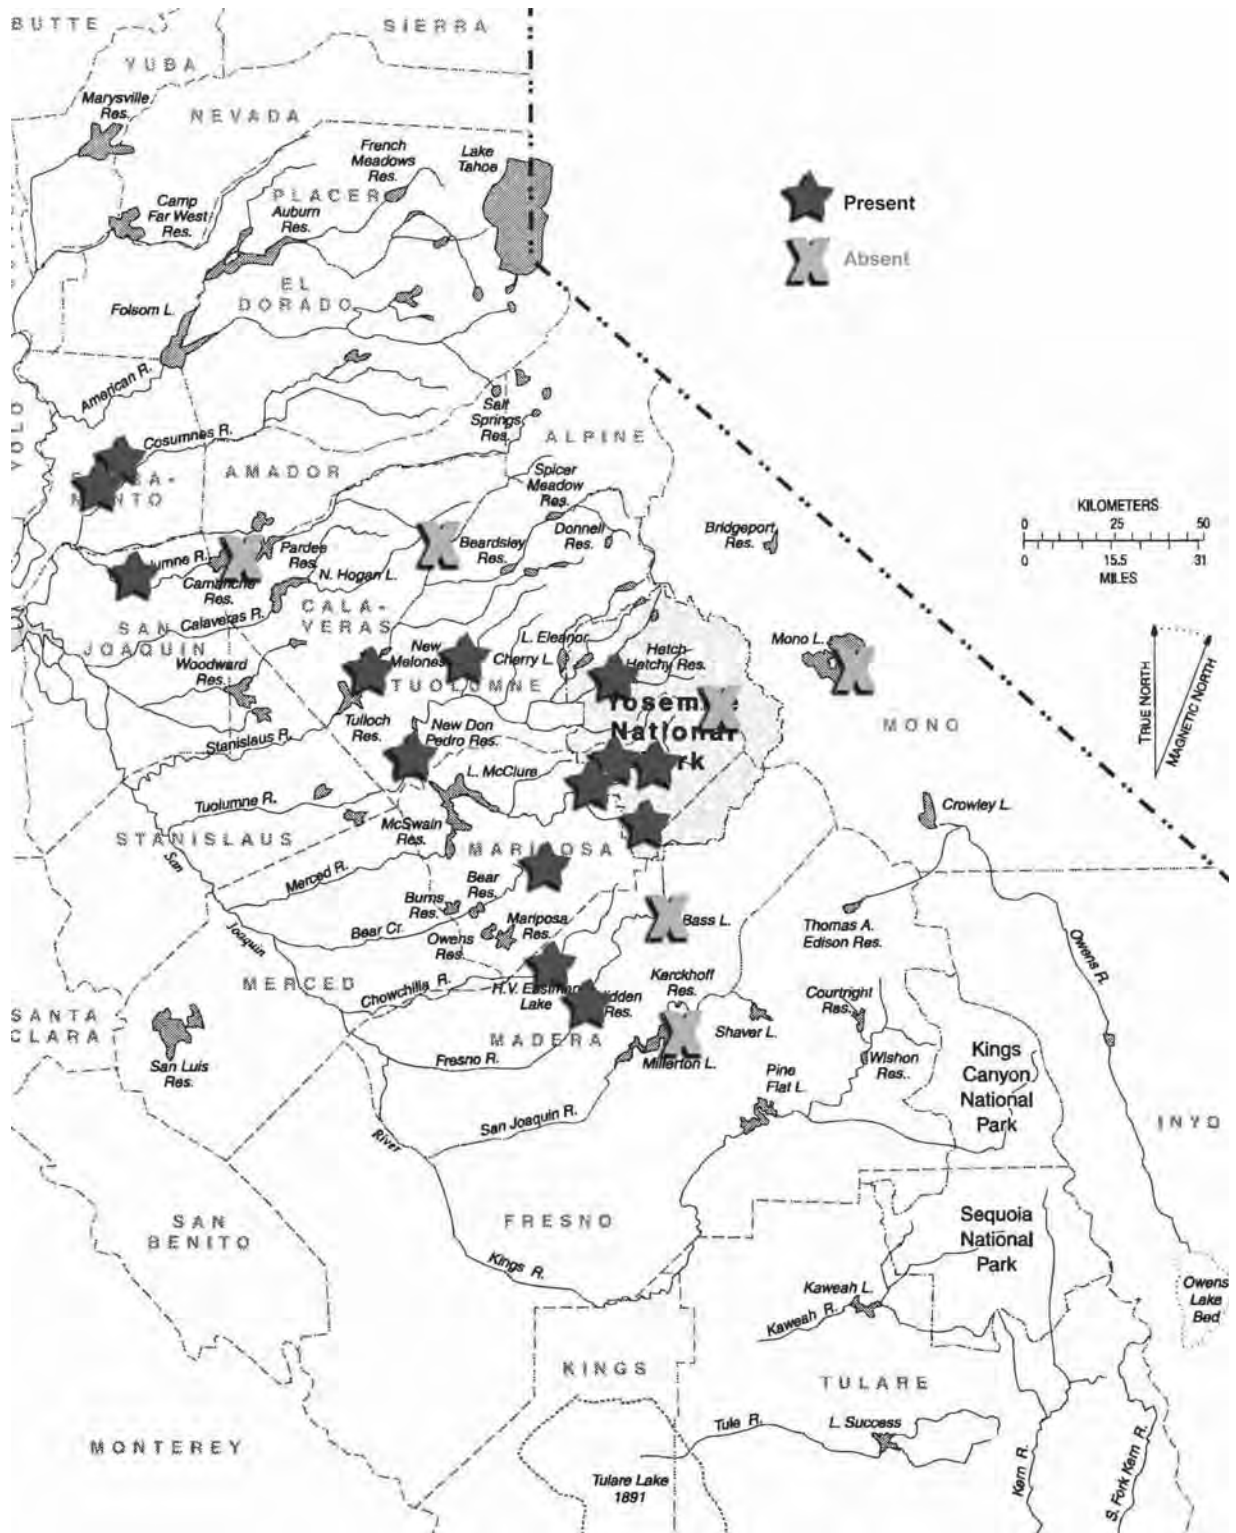 BUTTE
SIERRA
YUBA
Marysville
Res.
NEVADA
French
Meadows
Res.
Lake
Tahoe
PLACER
Camp
Far West
Res.
Auburn
Res.
Present
Absent
EL
DORADO
Folsom L.
American R.
YOLO
Salt
Springs
Res.
Cosumnes R.
ALPINE
AMADOR
Spicer
Meadow
Res.
KILOMETERS
0 25 50
0 15.5 31
MILES
Donnell
Res.
Bridgeport
Res.
Beardsley
Res.
Pardee
Res.
Camanche
Res.
N. Hogan L.
CALA-
VERAS
Calaveras R.
SAN
JOAQUIN
Woodward
Res.
New
Melones
L. Eleanor
Cherry L.
Hetch
Hetchy Res.
Mono L.
TRUE NORTH
MAGNETIC NORTH
TUOLUMNE
Tulloch
Res.
New Don
Pedro Res.
National
MONO
Stanislaus R.
L. McClure
Tuolumne R.
Crowley L.
STANISLAUS
McSwain
Res.
San
Joaquin
River
Merced R.
Bear
Res.
Burns
Res.
Mariposa
Res.
Bass L.
Thomas A.
Edison Res.
Owens R.
Bear Cr.
Owens
Res.
MERCED
Chowchilla R.
Lake
Kerckhoff
Res.
Courtright
Res.
SANTA
CLARA
San Luis
Res.
Res.
MADERA
Fresno R.
Millerton L.
Shaver L.
Wishon
Res..
Kings
Canyon
National
Park
Pine
Flat L.
San Joaquin R.
INYO
SAN
BENITO
FRESNO
Sequoia
National
Park
Kings R.
Kaweah L.
Kaweah R.
Owens
Lake
Bed
KINGS
TULARE
MONTEREY
Tule R.
L. Success
Tulare Lake
1891
Kern R.
S. Fork Kern R.